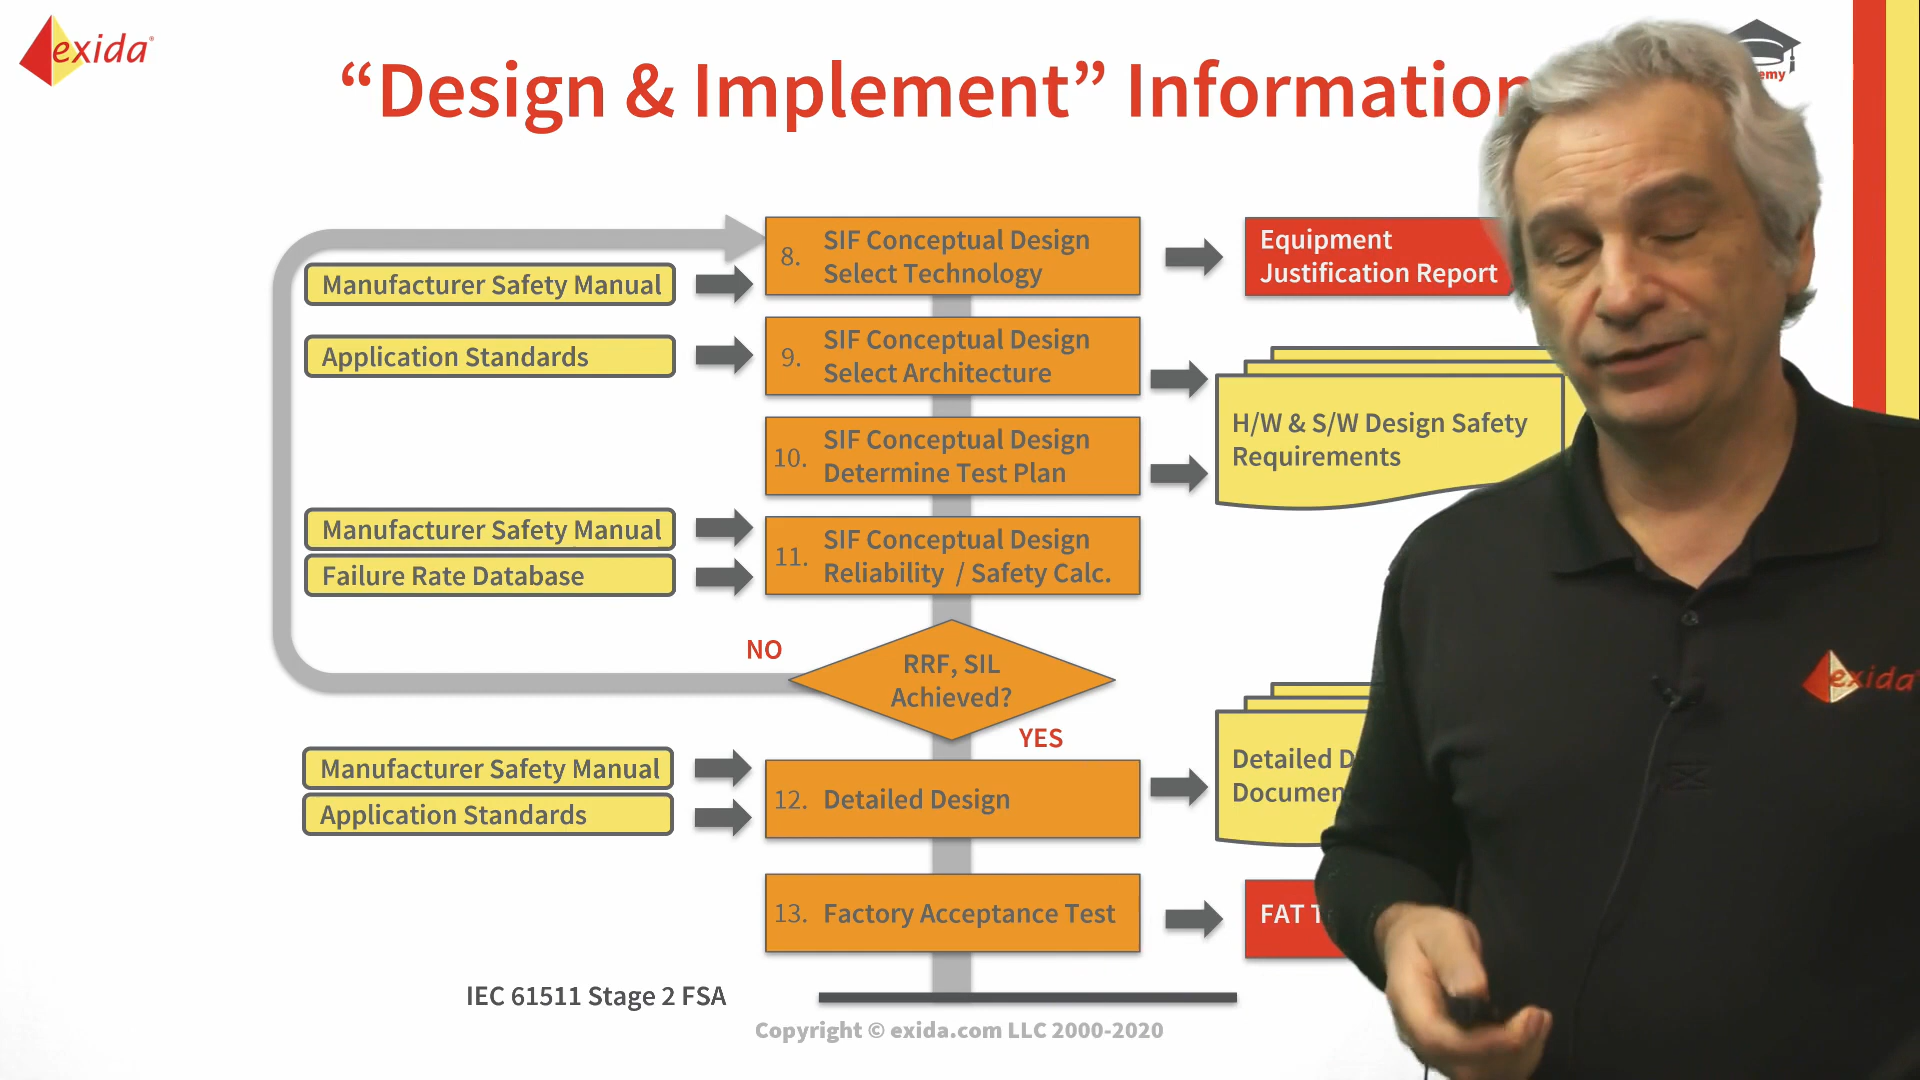 exida
"Design & Implement" Information
emy
8. SIF Conceptual Design
Select Technology
Equipment
Justification Report
Manufacturer Safety Manual
Application Standards
9. SIF Conceptual Design
Select Architecture
H/W & S/W Design Safety
Requirements
10. SIF Conceptual Design
Determine Test Plan
Manufacturer Safety Manual
Failure Rate Database
11. SIF Conceptual Design
Reliability / Safety Calc.
NO
RRF, SIL
Achieved?
YES
exida
Manufacturer Safety Manual
Application Standards
12. Detailed Design
Detailed D
Documen
13. Factory Acceptance Test
FAT T
IEC 61511 Stage 2 FSA
Copyright © exida.com LLC 2000-2020